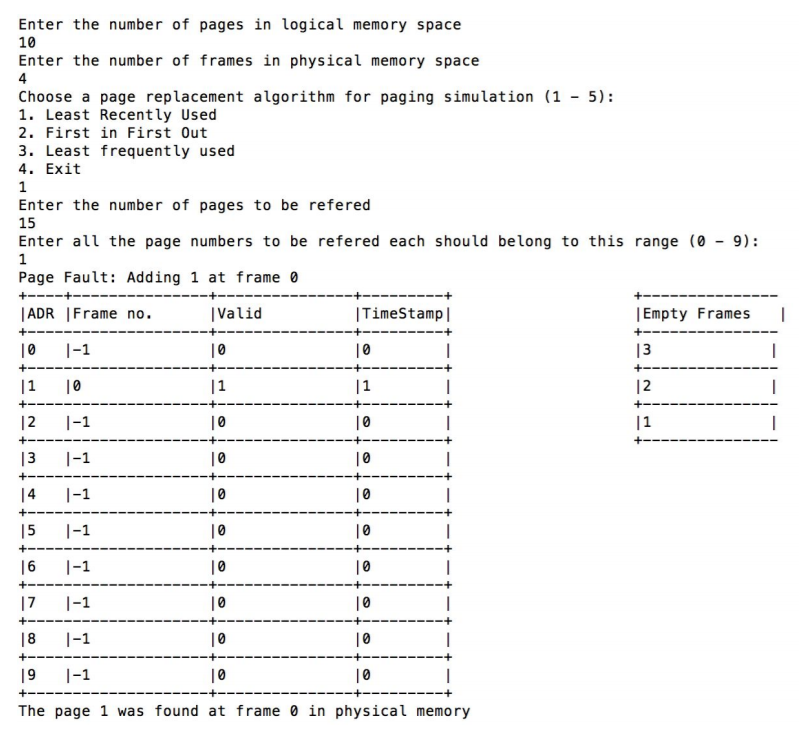 Enter the number of pages in logical memory space
10
Enter the number of frames in physical memory space
4
Choose a page replacement algorithm for paging simulation (1 - 5):
1. Least Recently Used
2. First in First Out
3. Least frequently used
4. Exit
1
Enter the number of pages to be refered
15
Enter all the page numbers to be refered each should belong to this range (0 - 9):
1
Page Fault: Adding 1 at frame 0
|ADR |Frame no. |Valid |TimeStamp| |Empty Frames |
|0 |-1 |0 |0 | |3 |
|1 |0 |1 |1 | |2 |
|2 |-1 |0 |0 | |1 |
|3 |-1 |0 |0 |
|4 |-1 |0 |0 |
|5 |-1 |0 |0 |
|6 |-1 |0 |0 |
|7 |-1 |0 |0 |
|8 |-1 |0 |0 |
|9 |-1 |0 |0 |
The page 1 was found at frame 0 in physical memory